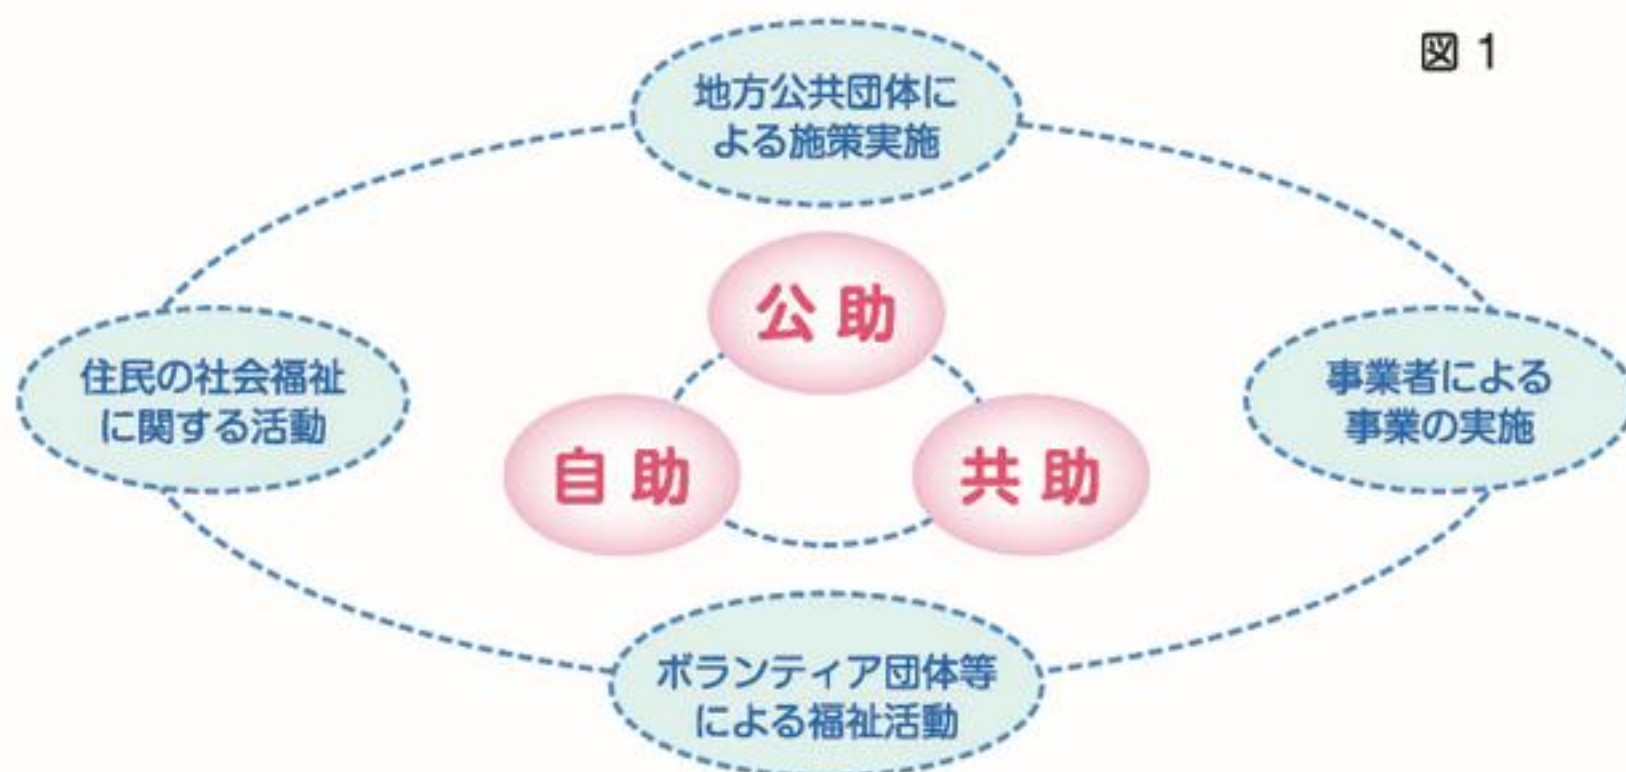 図 1
地方公共団体に
よる施策実施
公 助
住民の社会福祉
に関する活動
事業者による
事業の実施
自 助
共 助
ボランティア団体等
による福祉活動